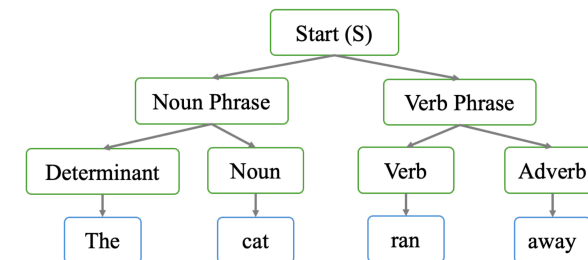 Start (S)
Noun Phrase Verb Phrase
Determinant Noun Verb Adverb
The cat ran away